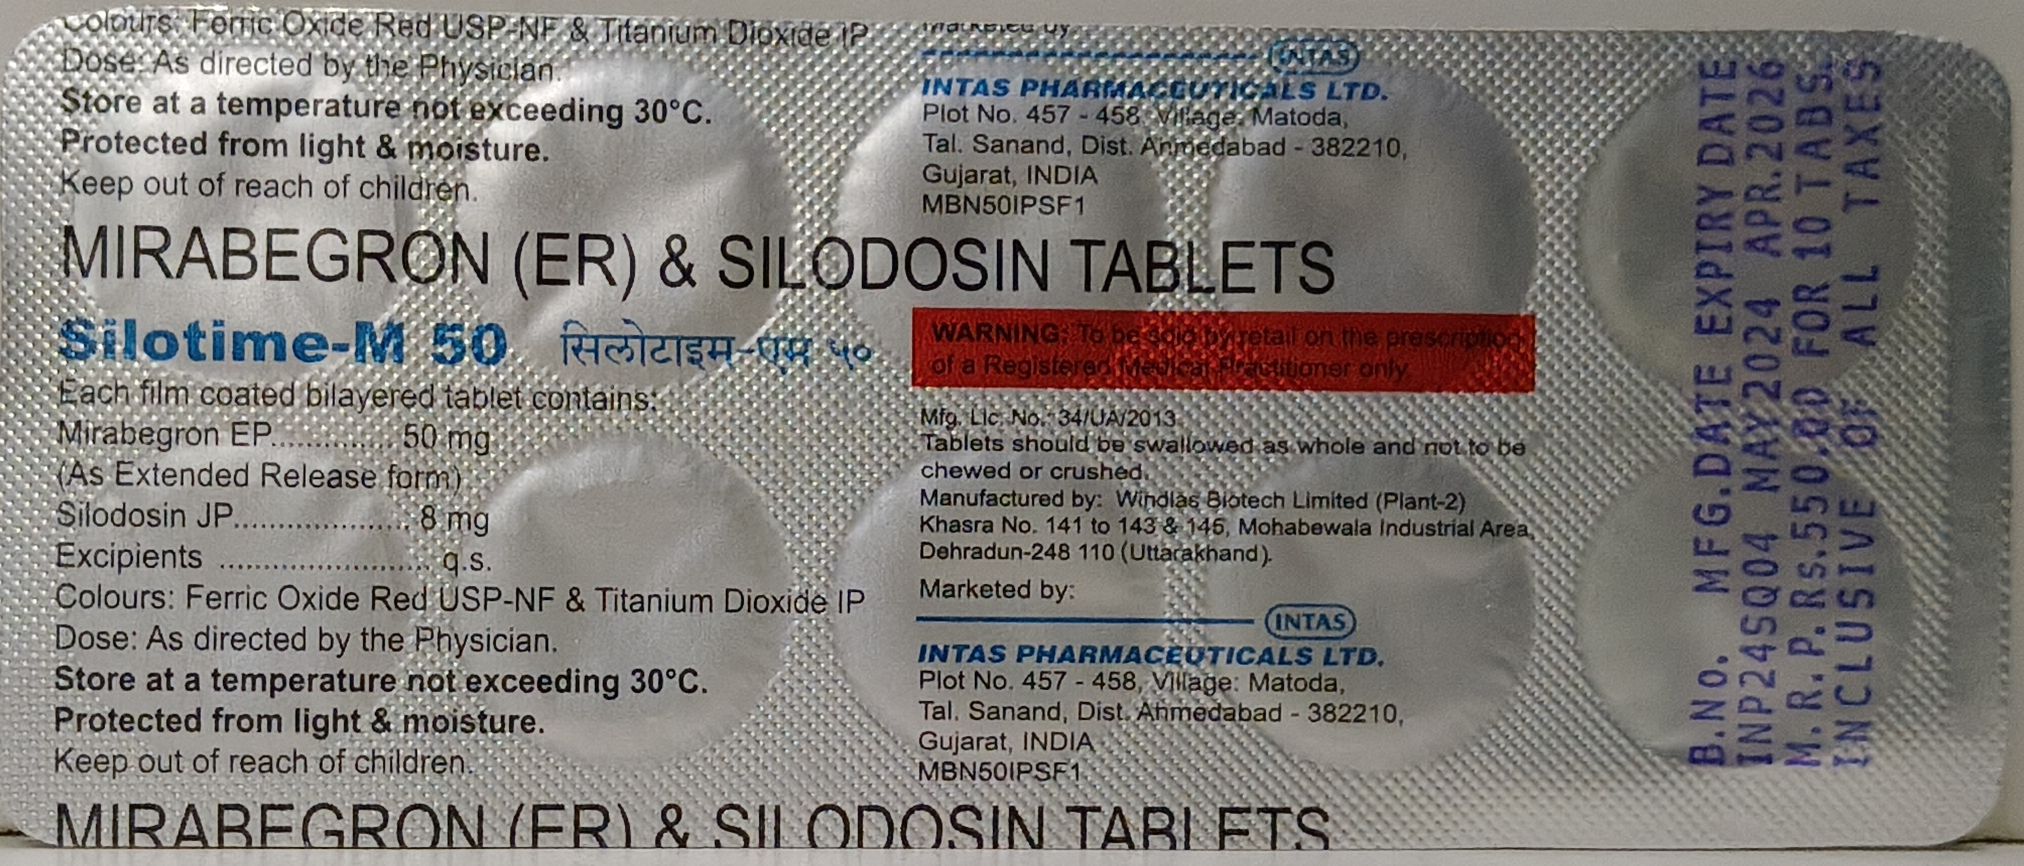 Colours: Ferric Oxide Red USP-NF & Titanium Dioxide IP
Dose: As directed by the Physician.
Store at a temperature not exceeding 30°C.
Protected from light & moisture.
Keep out of reach of children.
Marketed by
INTAS
INTAS PHARMACEUTICALS LTD.
Plot No. 457 - 458, Village: Matoda,
Tal. Sanand, Dist. Ahmedabad - 382210,
Gujarat, INDIA
MBN50IPSF1
MIRABEGRON (ER) & SILODOSIN TABLETS
Silotime-M 50 सिलोटाइम-एम ५०
Each film coated bilayered tablet contains:
Mirabegron EP.............. 50 mg
(As Extended Release form)
Silodosin JP.................... 8 mg
Excipients ........................ q.s.
Colours: Ferric Oxide Red USP-NF & Titanium Dioxide IP
Dose: As directed by the Physician.
Store at a temperature not exceeding 30°C.
Protected from light & moisture.
Keep out of reach of children.
WARNING: To be sold by retail on the prescription
of a Registered Medical Practitioner only.
Mfg. Lic. No.: 34/UA/2013
Tablets should be swallowed as whole and not to be
chewed or crushed.
Manufactured by: Windlas Biotech Limited (Plant-2)
Khasra No. 141 to 143 & 145, Mohabewala Industrial Area,
Dehradun-248 110 (Uttarakhand).
Marketed by:
INTAS
INTAS PHARMACEUTICALS LTD.
Plot No. 457 - 458, Village: Matoda,
Tal. Sanand, Dist. Ahmedabad - 382210,
Gujarat, INDIA
MBN50IPSF1
MIRABEGRON (ER) & SILODOSIN TABLETS
B.No. MFG.DATE EXPIRY DATE
INP24SQ04 MAY2024 APR.2026
M.R.P.Rs.550.00 FOR 10 TABS.
INCLUSIVE OF ALL TAXES